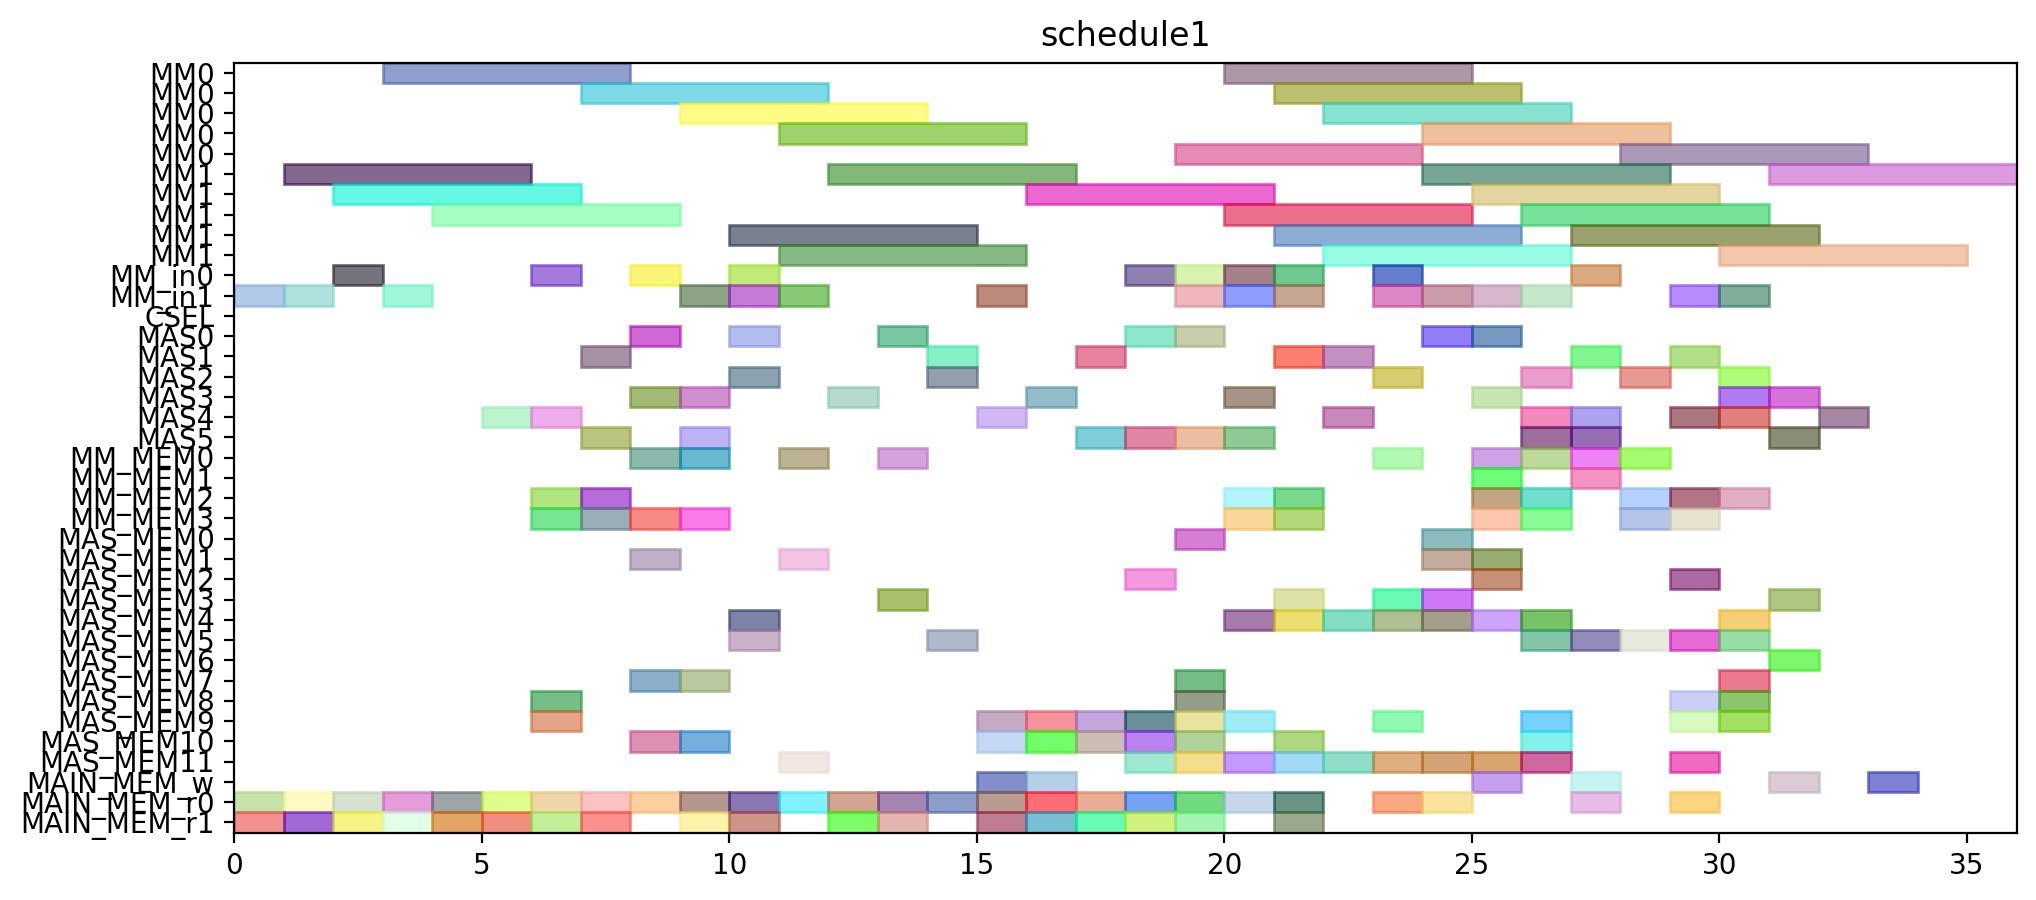 schedule1
MM0
MM0
MM0
MM0
MM0
MM1
MM1
MM1
MM1
MM1
MM_in0
MM_in1
CSEL
MAS0
MAS1
MAS2
MAS3
MAS4
MAS5
MM_MEM0
MM_MEM1
MM_MEM2
MM_MEM3
MAS_MEM0
MAS_MEM1
MAS_MEM2
MAS_MEM3
MAS_MEM4
MAS_MEM5
MAS_MEM6
MAS_MEM7
MAS_MEM8
MAS_MEM9
MAS_MEM10
MAS_MEM11
MAIN_MEM_w
MAIN_MEM_r0
MAIN_MEM_r1
0 5 10 15 20 25 30 35